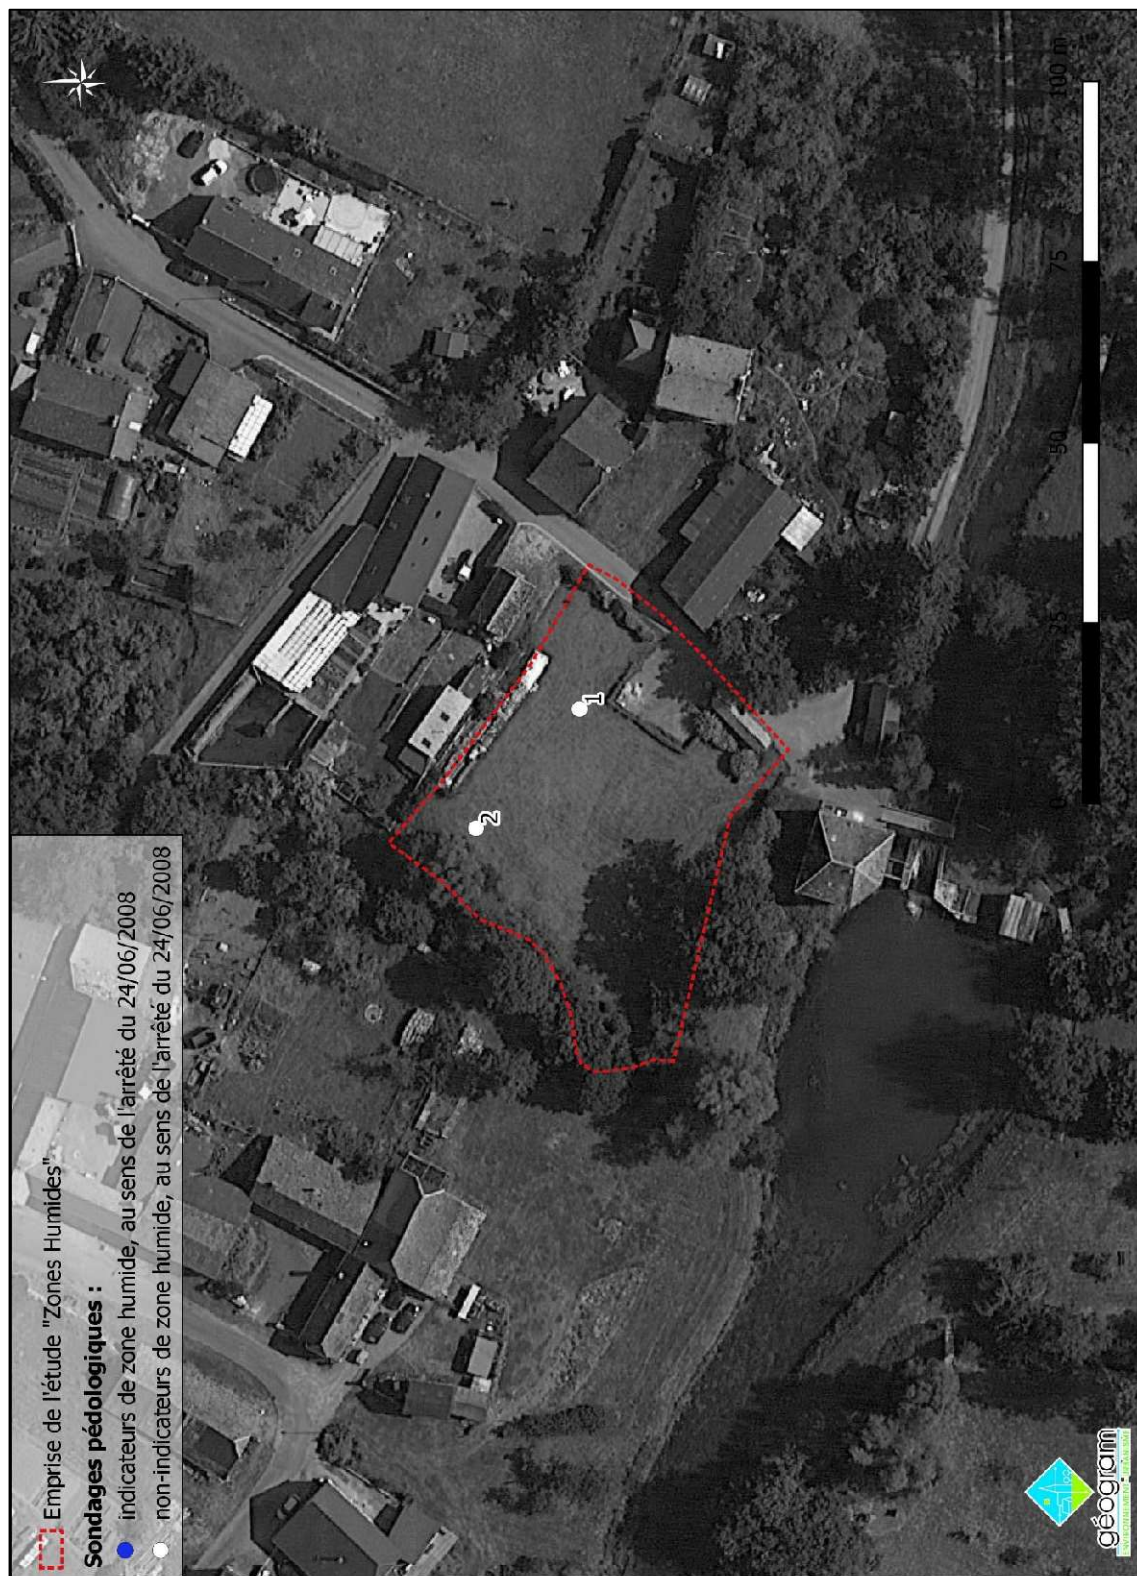 Emprise de l'étude "Zones Humides"
Sondages pédologiques :
indicateurs de zone humide, au sens de l'arrêté du 24/06/2008
non-indicateurs de zone humide, au sens de l'arrêté du 24/06/2008
2
1
0 25 50 75 100 m
géogram
ENVIRONNEMENT - URBANISME